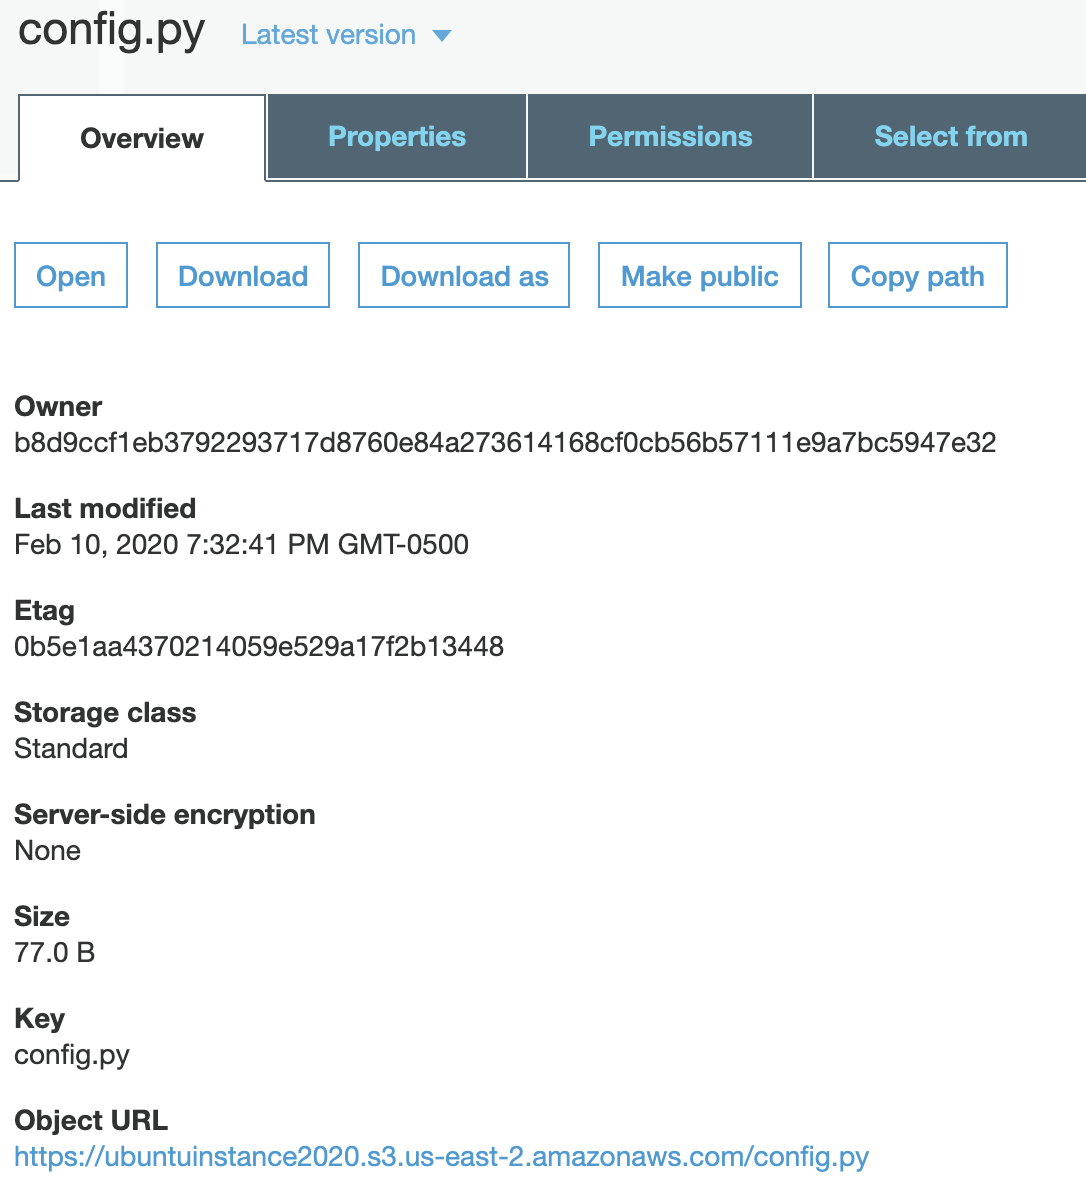 config.py Latest version
Overview Properties Permissions Select from
Open Download Download as Make public Copy path
Owner
b8d9ccf1eb3792293717d8760e84a273614168cf0cb56b57111e9a7bc5947e32
Last modified
Feb 10, 2020 7:32:41 PM GMT-0500
Etag
0b5e1aa4370214059e529a17f2b13448
Storage class
Standard
Server-side encryption
None
Size
77.0 B
Key
config.py
Object URL
https://ubuntuinstance2020.s3.us-east-2.amazonaws.com/config.py